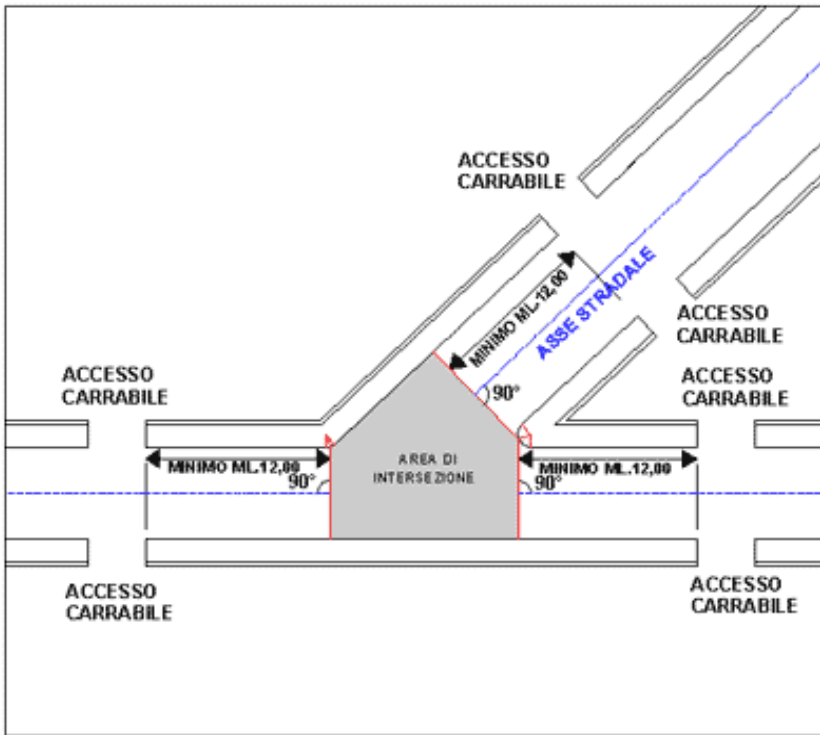 ACCESSO
CARRABILE
MINIMO ML.12,00
ASSE STRADALE
90°
ACCESSO
CARRABILE
ACCESSO
CARRABILE
ACCESSO
CARRABILE
MINIMO ML.12,00
90°
AREA DI
INTERSEZIONE
MINIMO ML.12,00
90°
ACCESSO
CARRABILE
ACCESSO
CARRABILE